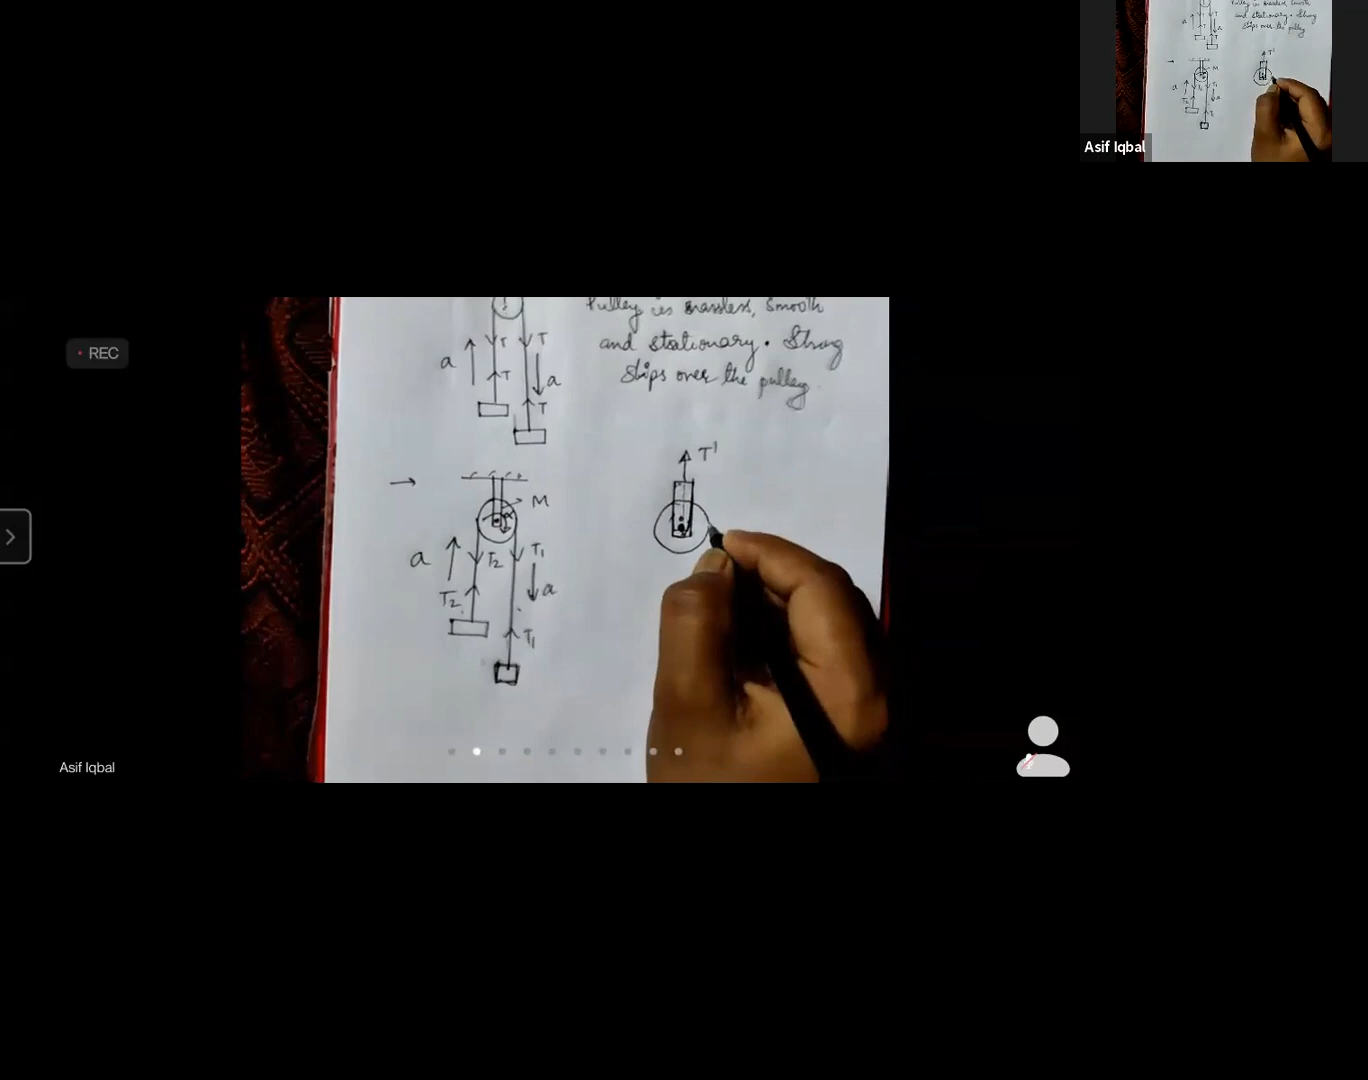 Asif Iqbal
REC
Pulley is massless, Smooth
and stationary. String
slips over the pulley.
a
T
T
T
a
T
T'
M
a
T2
T1
a
T2
T1
Asif Iqbal